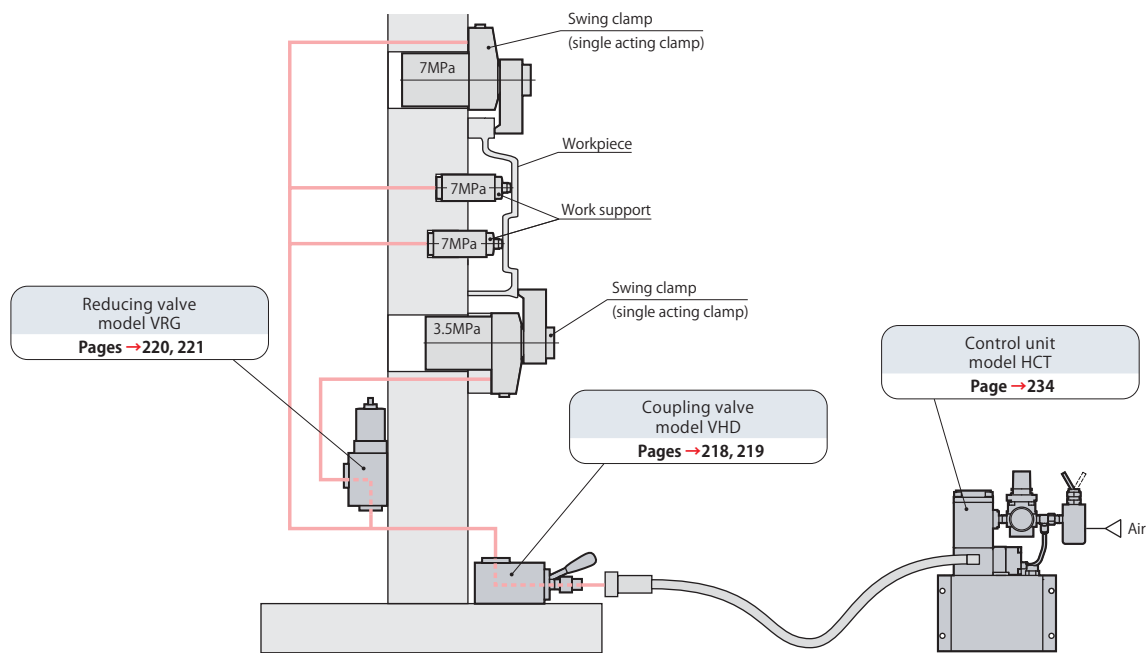 Swing clamp
(single acting clamp)
7MPa
Workpiece
7MPa
Work support
7MPa
Swing clamp
(single acting clamp)
3.5MPa
Reducing valve
model VRG
Pages →220, 221
Control unit
model HCT
Page →234
Coupling valve
model VHD
Pages →218, 219
Air